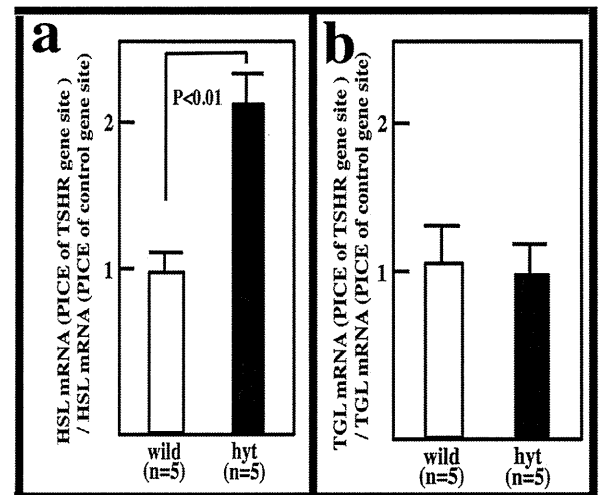 a
HSL mRNA (PICE of TSHR gene site )
/ HSL mRNA (PICE of control gene site)
2
1
P<0.01
wild
(n=5)
hyt
(n=5)
b
TGL mRNA (PICE of TSHR gene site )
/ TGL mRNA (PICE of control gene site)
2
1
wild
(n=5)
hyt
(n=5)